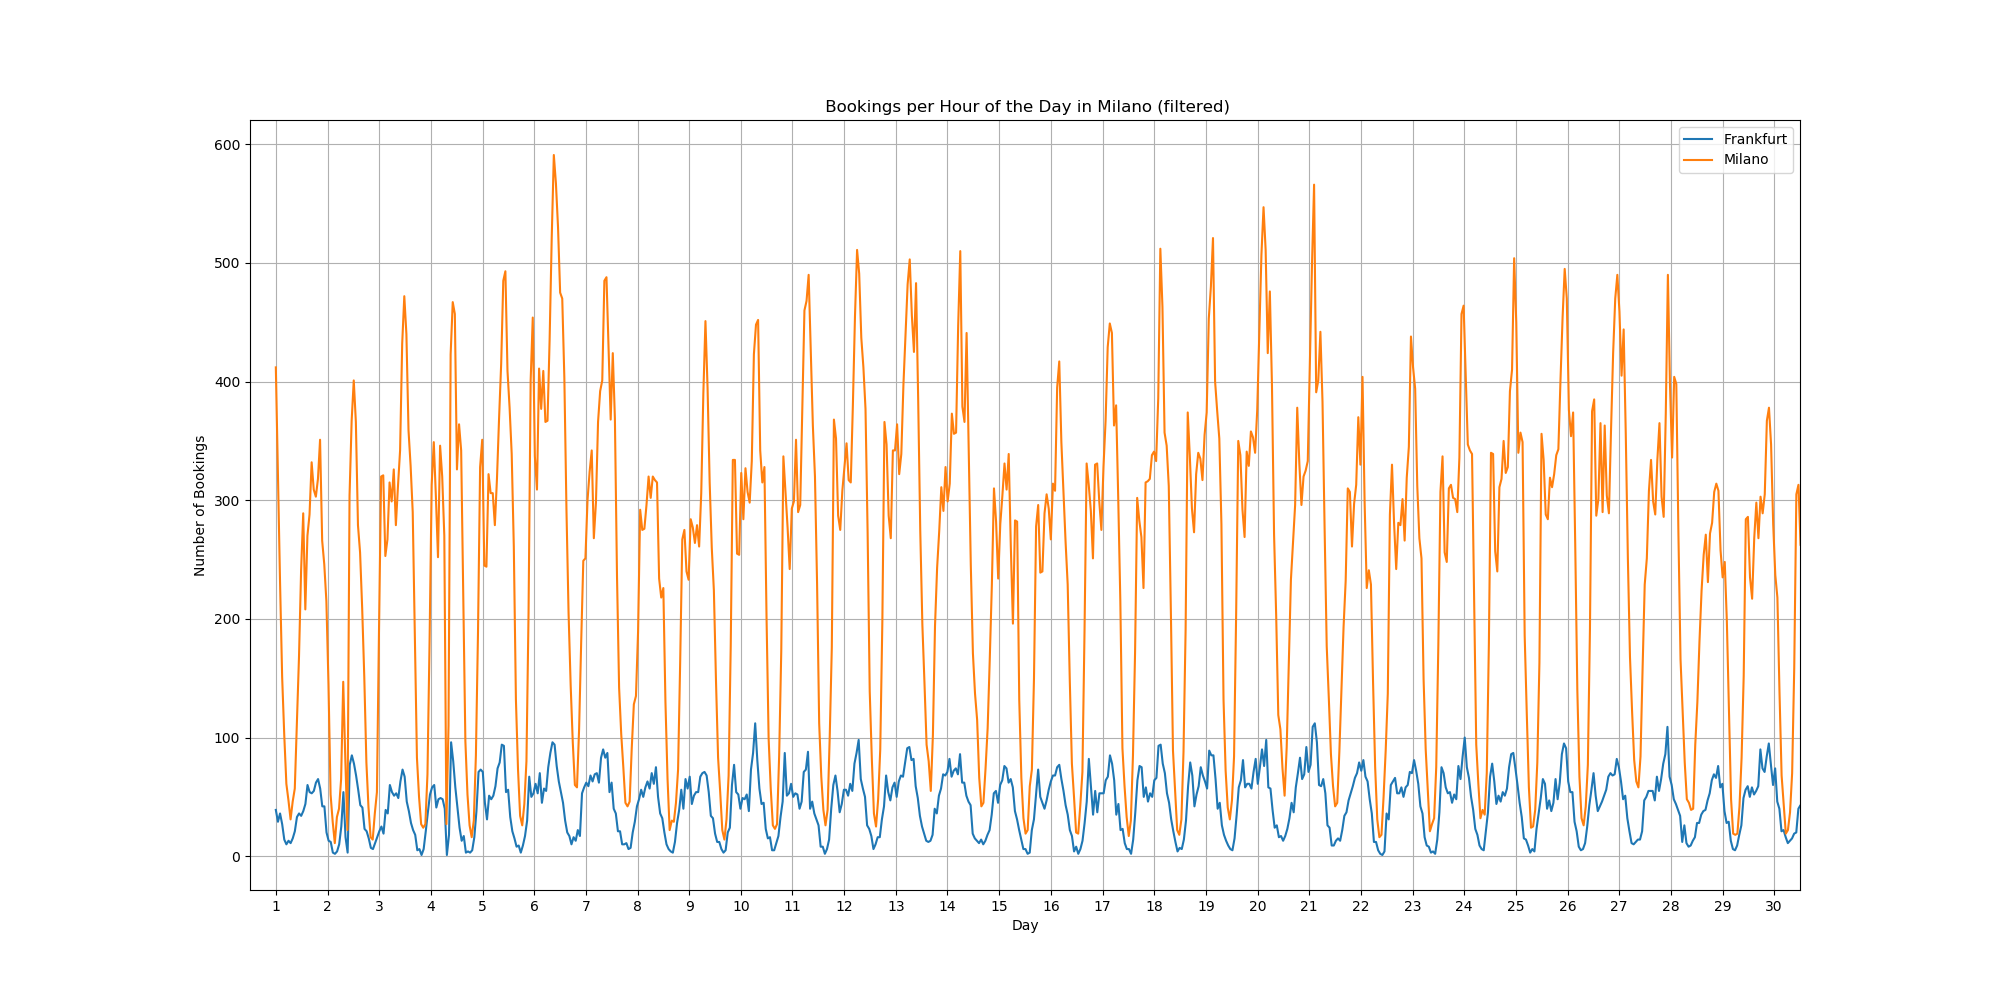 Bookings per Hour of the Day in Milano (filtered)
Frankfurt
Milano
600
500
400
300
200
100
0
Number of Bookings
1 2 3 4 5 6 7 8 9 10 11 12 13 14 15 16 17 18 19 20 21 22 23 24 25 26 27 28 29 30
Day